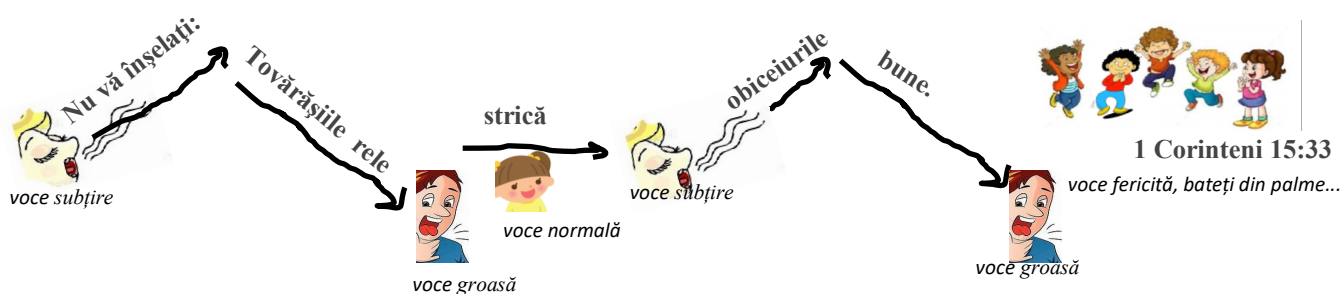 Nu vă înșelați:
voce subțire
Tovărășiile rele
voce groasă
strică
voce normală
obiceiurile
voce subțire
bune.
voce groasă
1 Corinteni 15:33
voce fericită, bateți din palme...